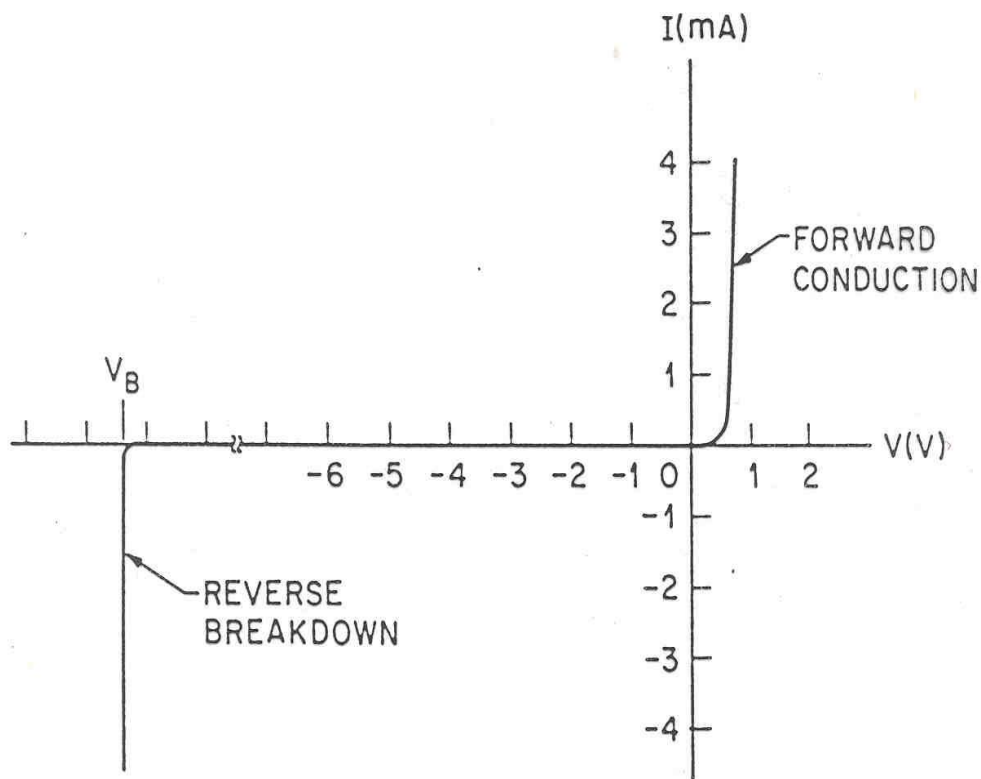 I(mA)
4
3
FORWARD
CONDUCTION
2
1
V_B
V(V)
-6 -5 -4 -3 -2 -1 0 1 2
-1
-2
REVERSE
BREAKDOWN
-3
-4